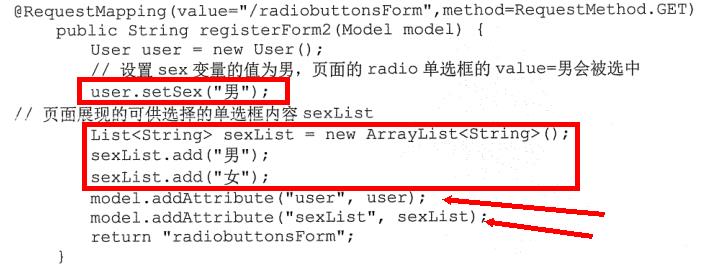 @RequestMapping(value="/radiobuttonsForm",method=RequestMethod.GET)
public String registerForm2(Model model) {
User user = new User();
// 设置 sex 变量的值为男，页面的 radio 单选框的 value=男会被选中
user.setSex("男");
// 页面展现的可供选择的单选框内容 sexList
List<String> sexList = new ArrayList<String>();
sexList.add("男");
sexList.add("女");
model.addAttribute("user", user);
model.addAttribute("sexList", sexList);
return "radiobuttonsForm";
}